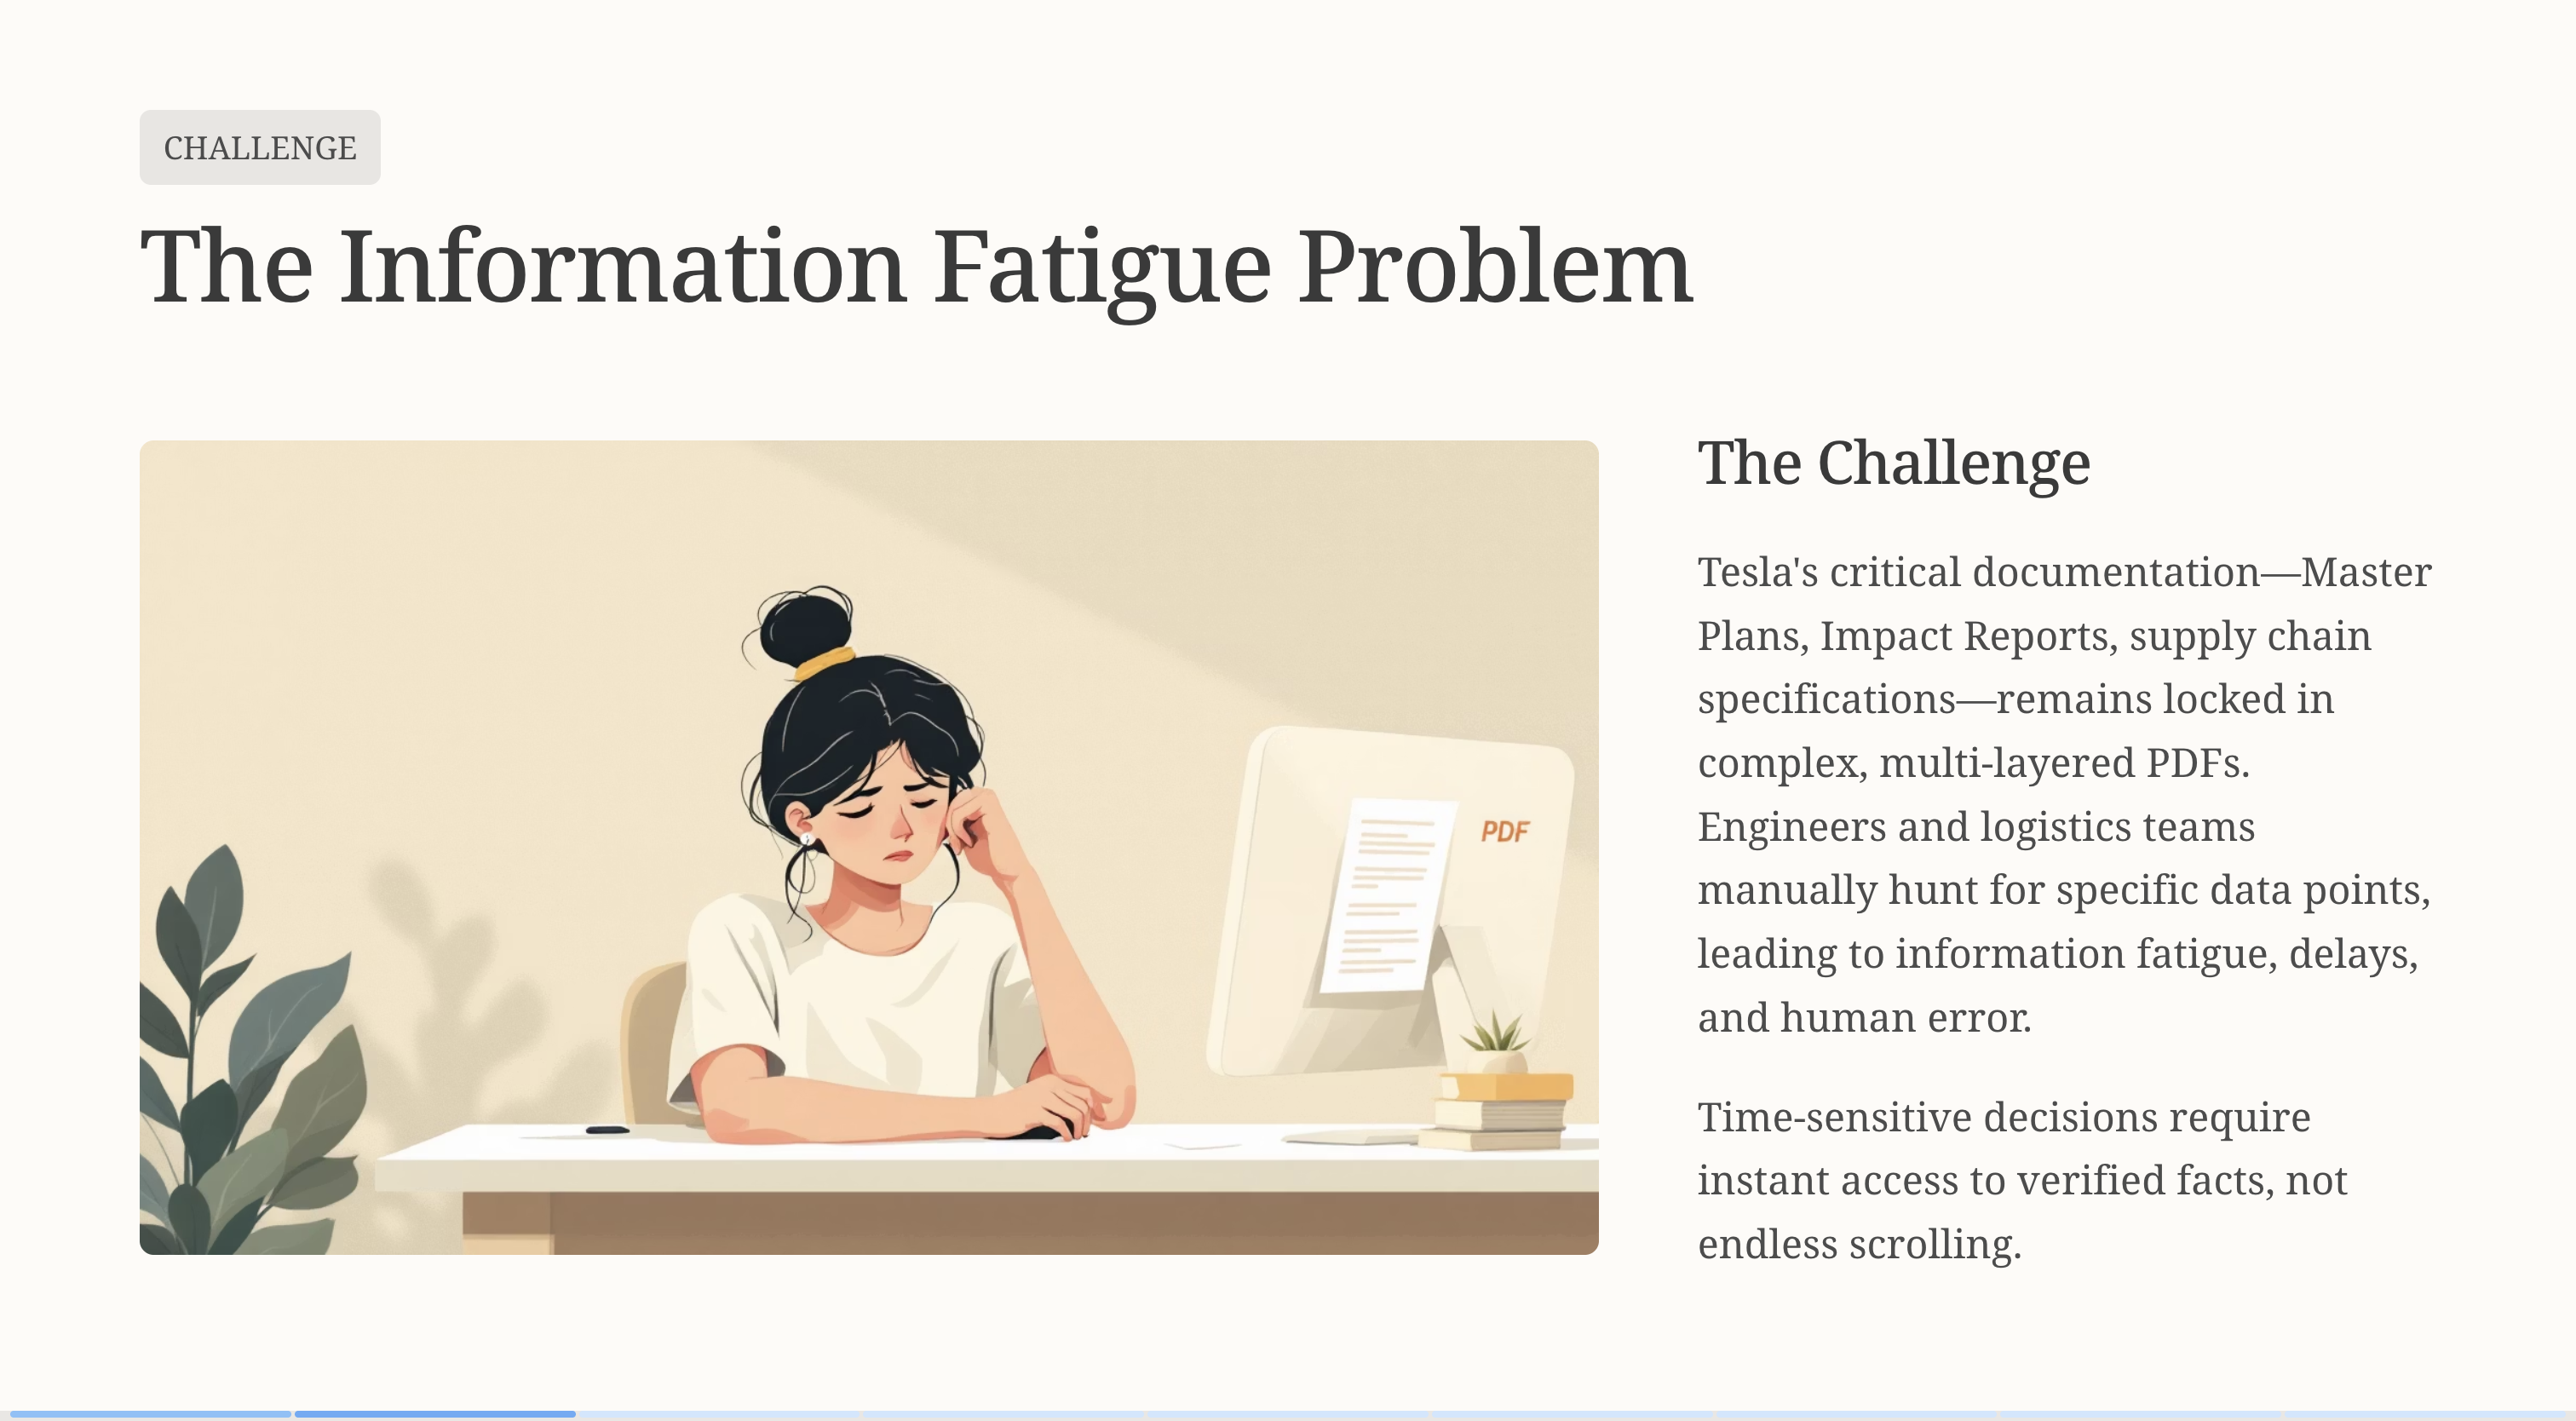 CHALLENGE
The Information Fatigue Problem
The Challenge
Tesla's critical documentation—Master
Plans, Impact Reports, supply chain
specifications—remains locked in
complex, multi-layered PDFs.
Engineers and logistics teams
manually hunt for specific data points,
leading to information fatigue, delays,
and human error.
Time-sensitive decisions require
instant access to verified facts, not
endless scrolling.
PDF